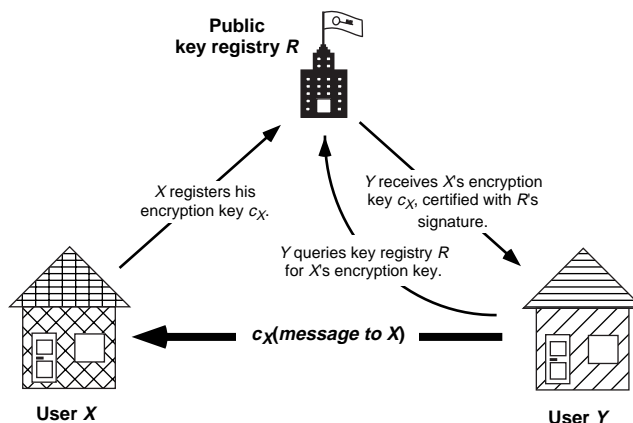 Public
key registry R
X registers his
encryption key cX.
Y receives X's encryption
key cX, certified with R's
signature.
Y queries key registry R
for X's encryption key.
cX(message to X)
User X
User Y